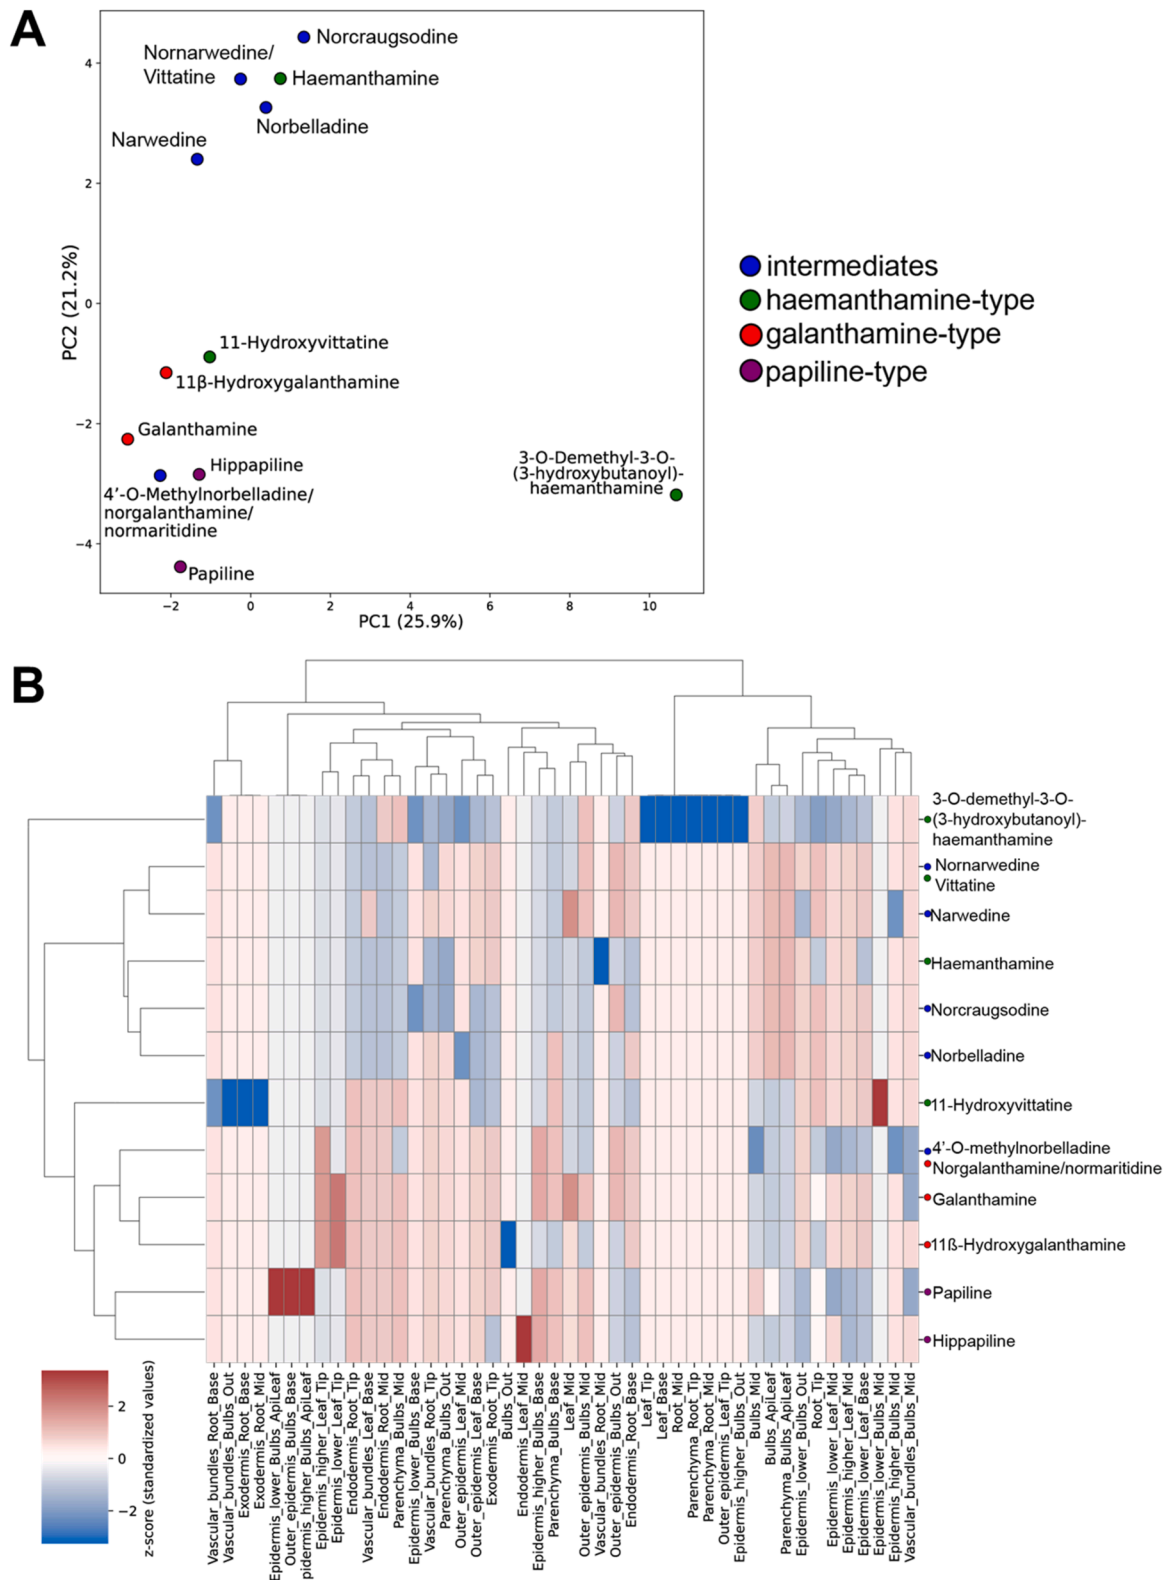 A
Norcraugsodine
Nornarwedine/
Vittatine
Haemanthamine
Norbelladine
Narwedine
11-Hydroxyvittatine
11β-Hydroxygalanthamine
Galanthamine
Hippapiline
4’-O-Methylnorbelladine/
norgalanthamine/
normaritidine
Papiline
3-O-Demethyl-3-O-
(3-hydroxybutanoyl)-
haemanthamine
4
2
0
−2
−4
PC2 (21.2%)
−2
0
2
4
6
8
10
PC1 (25.9%)
intermediates
haemanthamine-type
galanthamine-type
papiline-type
B
3-O-demethyl-3-O-
(3-hydroxybutanoyl)-
haemanthamine
Nornarwedine
Vittatine
Narwedine
Haemanthamine
Norcraugsodine
Norbelladine
11-Hydroxyvittatine
4’-O-methylnorbelladine
Norgalanthamine/normaritidine
Galanthamine
11ß-Hydroxygalanthamine
Papiline
Hippapiline
2
0
−2
z-score (standardized values)
Vascular_bundles_Root_Base
Vascular_bundles_Bulbs_Out
Exodermis_Root_Base
Exodermis_Root_Mid
Epidermis_lower_Bulbs_ApiLeaf
Outer_epidermis_Bulbs_Base
pidermis_higher_Bulbs_ApiLeaf
Epidermis_higher_Leaf_Tip
Epidermis_lower_Leaf_Tip
Endodermis_Root_Tip
Vascular_bundles_Leaf_Base
Endodermis_Root_Mid
Parenchyma_Bulbs_Mid
Epidermis_lower_Bulbs_Base
Vascular_bundles_Root_Tip
Parenchyma_Bulbs_Out
Outer_epidermis_Leaf_Mid
Outer_epidermis_Leaf_Base
Exodermis_Root_Tip
Bulbs_Out
Endodermis_Leaf_Mid
Epidermis_higher_Bulbs_Base
Parenchyma_Bulbs_Base
Leaf_Mid
Outer_epidermis_Bulbs_Mid
Vascular_bundles_Root_Mid
Outer_epidermis_Bulbs_Out
Endodermis_Root_Base
Leaf_Tip
Leaf_Base
Root_Mid
Parenchyma_Root_Tip
Parenchyma_Root_Mid
Outer_epidermis_Leaf_Tip
Epidermis_higher_Bulbs_Out
Bulbs_Mid
Bulbs_ApiLeaf
Parenchyma_Bulbs_ApiLeaf
Epidermis_lower_Bulbs_Out
Root_Tip
Epidermis_lower_Leaf_Mid
Epidermis_higher_Leaf_Mid
Epidermis_lower_Leaf_Base
Epidermis_lower_Bulbs_Mid
Epidermis_higher_Bulbs_Mid
Vascular_bundles_Bulbs_Mid